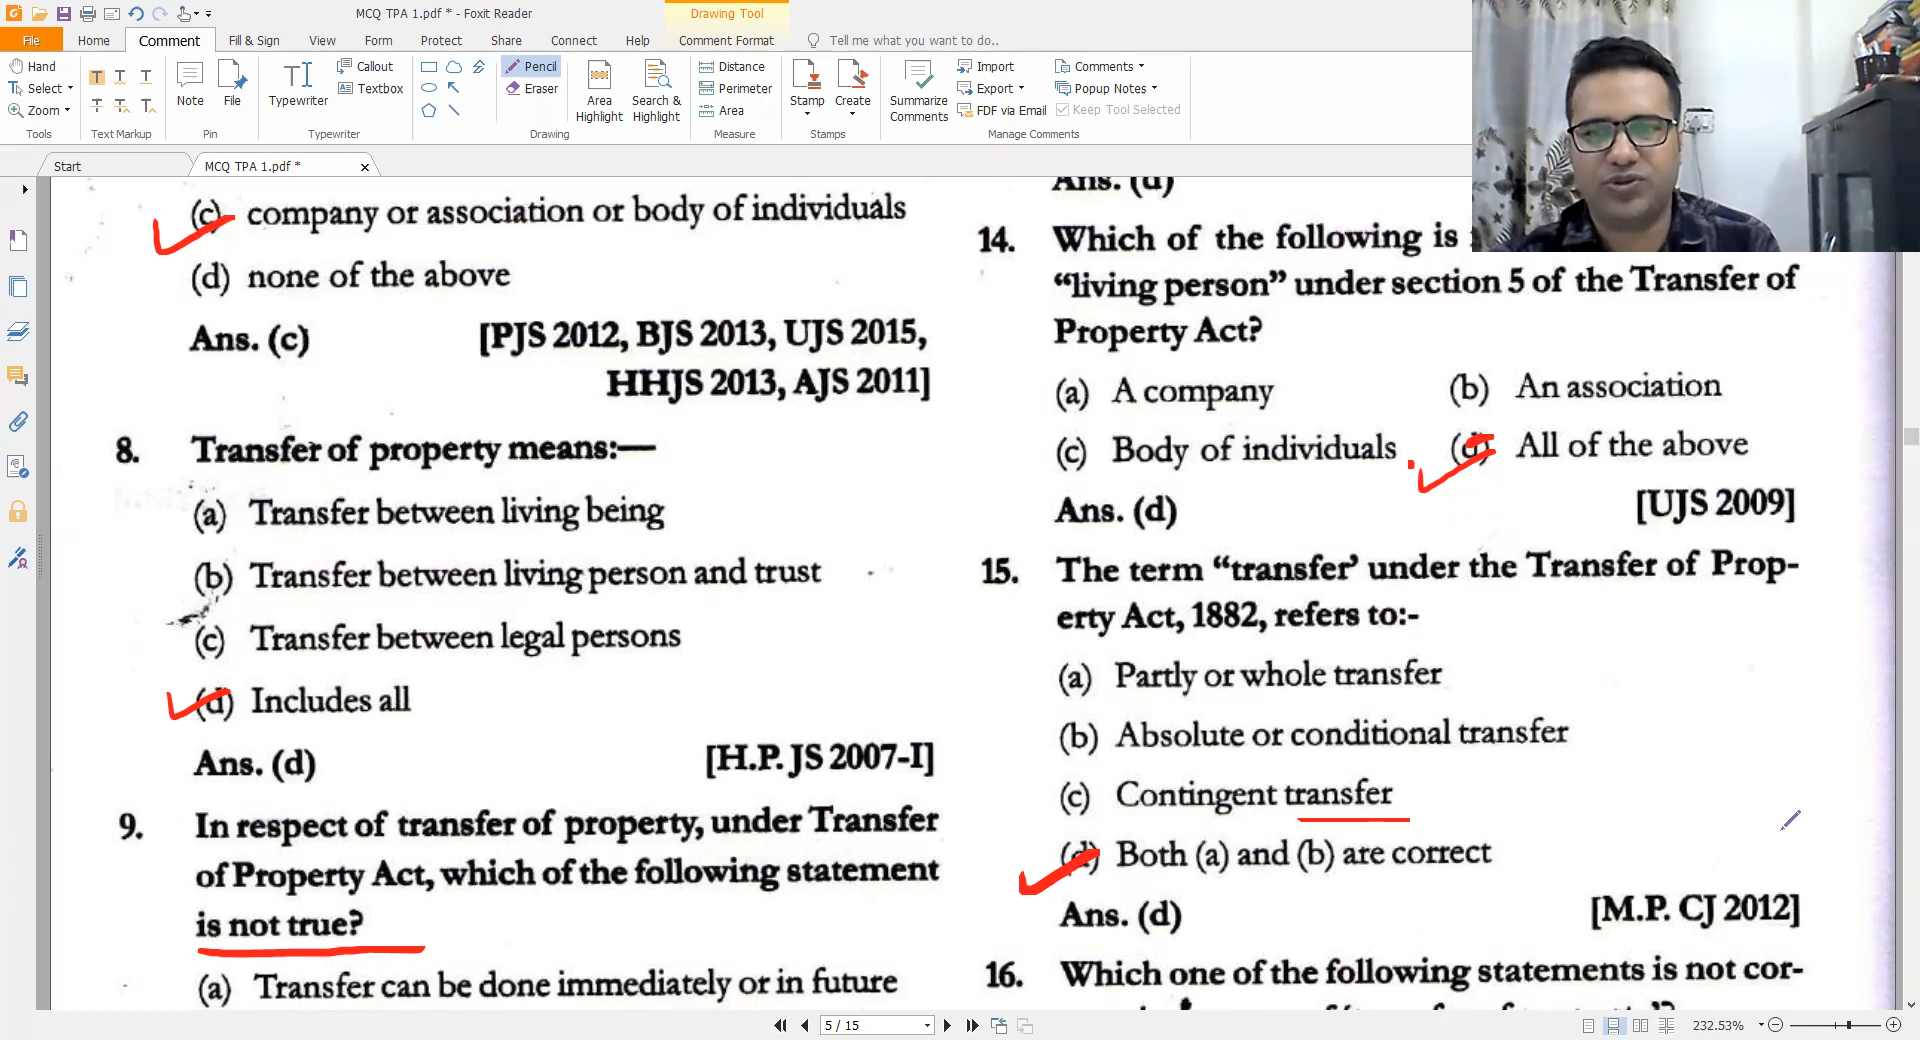 MCQ TPA 1.pdf * - Foxit Reader
Drawing Tool
File Home Comment Fill & Sign View Form Protect Share Connect Help Comment Format Tell me what you want to do..
Hand
Select
Zoom
Tools
T T T
T T T
Text Markup
Note
File
Pin
Typewriter
Callout
Textbox
Typewriter
Pencil
Eraser
Area Highlight
Search & Highlight
Drawing
Distance
Perimeter
Area
Measure
Stamp
Create
Stamps
Summarize Comments
Import
Export
FDF via Email
Comments
Popup Notes
Keep Tool Selected
Manage Comments
Start
MCQ TPA 1.pdf *
(c) company or association or body of individuals
(d) none of the above
Ans. (c) [PJS 2012, BJS 2013, UJS 2015,
HHJS 2013, AJS 2011]
8. Transfer of property means:—
(a) Transfer between living being
(b) Transfer between living person and trust
(c) Transfer between legal persons
(d) Includes all
Ans. (d) [H.P. JS 2007-I]
9. In respect of transfer of property, under Transfer
of Property Act, which of the following statement
is not true?
(a) Transfer can be done immediately or in future
Ans. (d)
14. Which of the following is
“living person” under section 5 of the Transfer of
Property Act?
(a) A company (b) An association
(c) Body of individuals (d) All of the above
Ans. (d) [UJS 2009]
15. The term “transfer’ under the Transfer of Prop-
erty Act, 1882, refers to:-
(a) Partly or whole transfer
(b) Absolute or conditional transfer
(c) Contingent transfer
(d) Both (a) and (b) are correct
Ans. (d) [M.P. CJ 2012]
16. Which one of the following statements is not cor-
5 / 15
232.53%